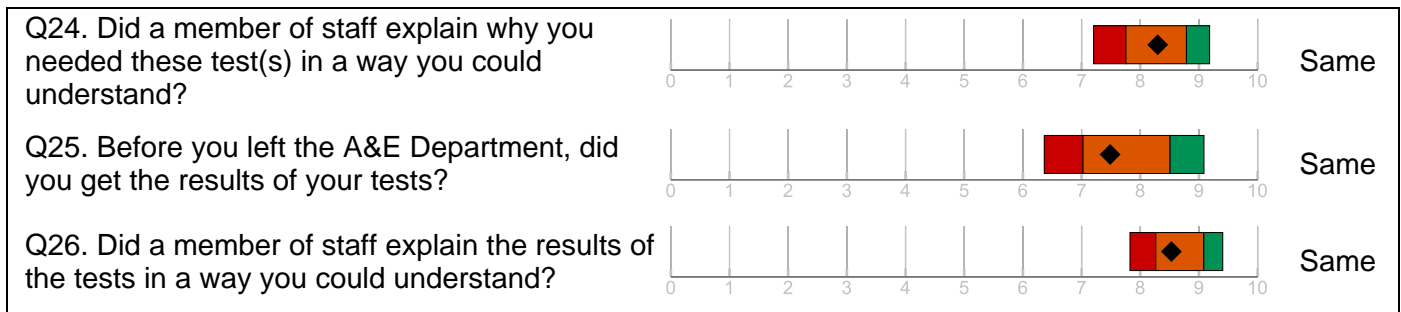 Q24. Did a member of staff explain why you
needed these test(s) in a way you could
understand?
0 1 2 3 4 5 6 7 8 9 10
Same
Q25. Before you left the A&E Department, did
you get the results of your tests?
0 1 2 3 4 5 6 7 8 9 10
Same
Q26. Did a member of staff explain the results of
the tests in a way you could understand?
0 1 2 3 4 5 6 7 8 9 10
Same